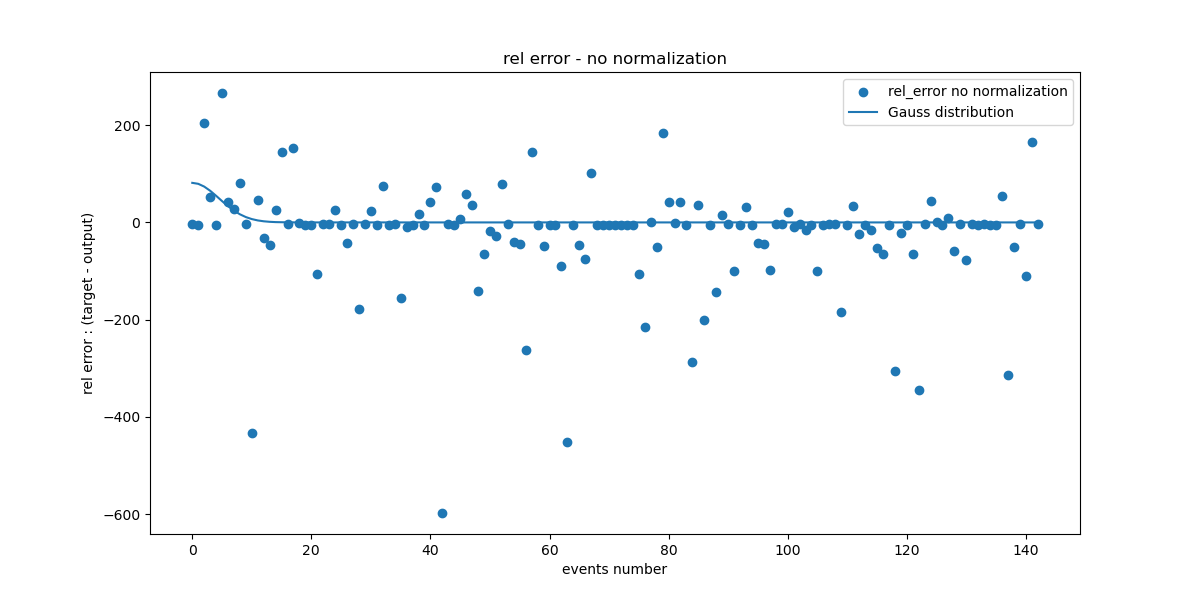 rel error - no normalization
rel_error no normalization
Gauss distribution
rel error : (target - output)
200
0
−200
−400
−600
0 20 40 60 80 100 120 140
events number